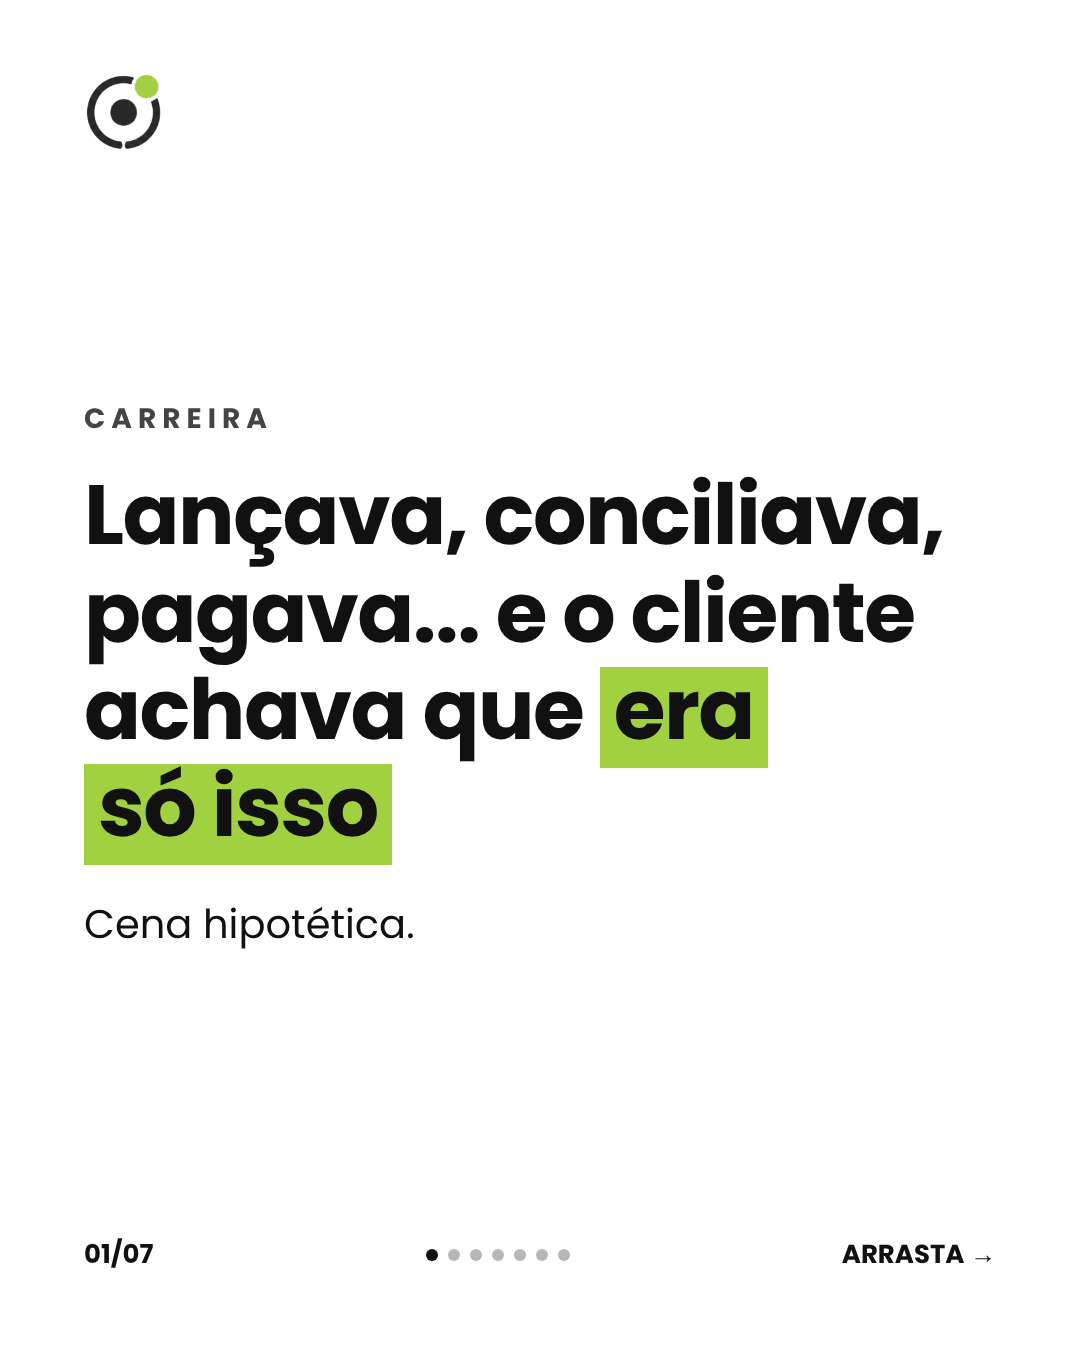 CARREIRA
Lançava, conciliava,
pagava... e o cliente
achava que era
só isso
Cena hipotética.
01/07
ARRASTA →